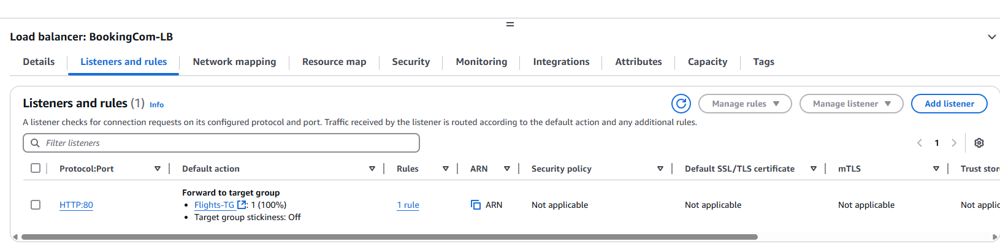 Load balancer: BookingCom-LB
Details Listeners and rules Network mapping Resource map Security Monitoring Integrations Attributes Capacity Tags
Listeners and rules (1) Info
Manage rules Manage listener Add listener
A listener checks for connection requests on its configured protocol and port. Traffic received by the listener is routed according to the default action and any additional rules.
Filter listeners
1
Protocol:Port Default action Rules ARN Security policy Default SSL/TLS certificate mTLS Trust stor
Forward to target group
HTTP:80 • Flights-TG : 1 (100%) 1 rule ARN Not applicable Not applicable Not applicable Not applic
• Target group stickiness: Off